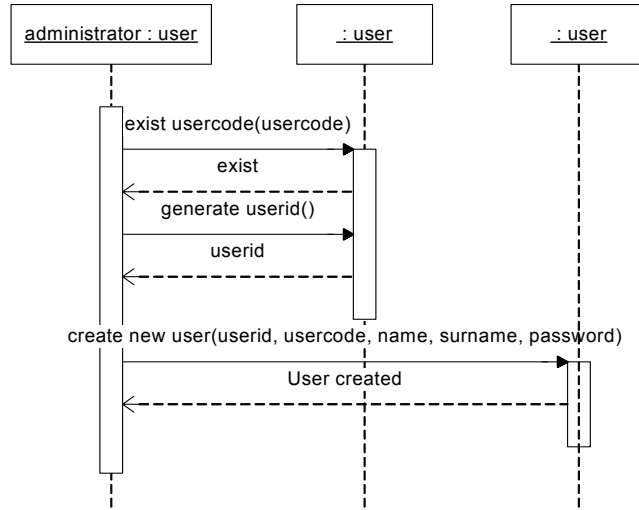 administrator : user
: user
: user
exist usercode(usercode)
exist
generate userid()
userid
create new user(userid, usercode, name, surname, password)
User created